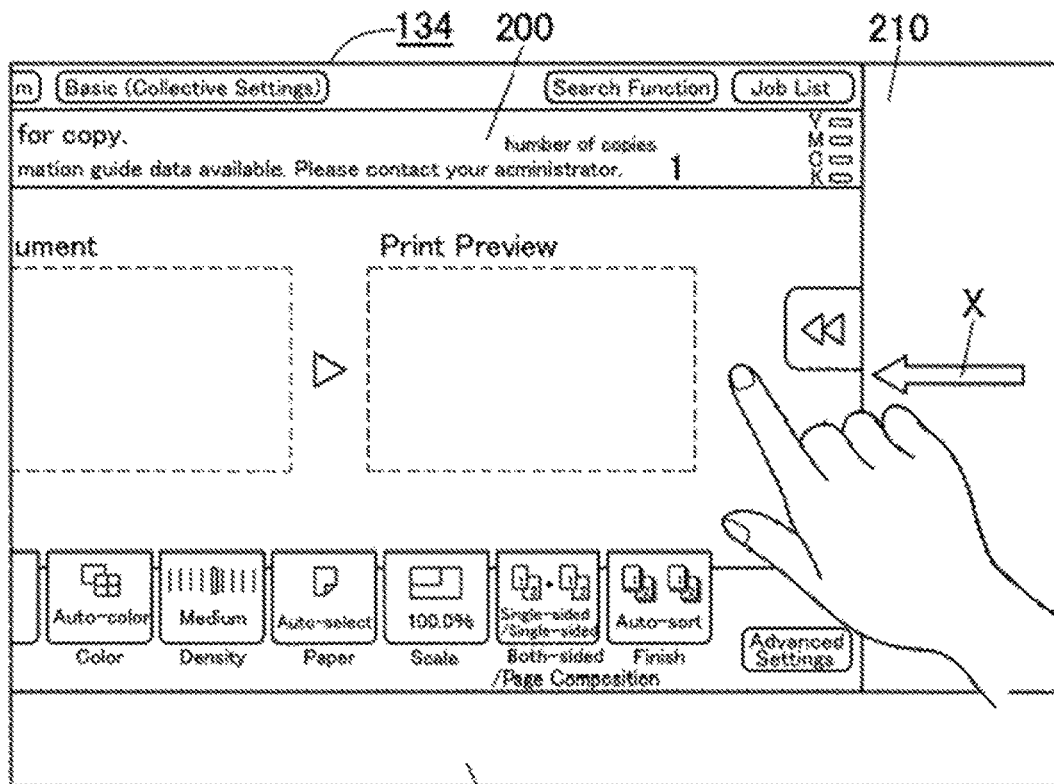 134 200 210
m) Basic (Collective Settings) Search Function Job List
for copy.
number of copies
mation guide data available. Please contact your acministrator. 1
Y
M
C
K
ument Print Preview
X
Auto-color Medium Auto-select 100.0% Single-sided /Single-sided Auto-sort
Color Density Paper Scale Both-sided /Page Composition Finish
Advanced Settings